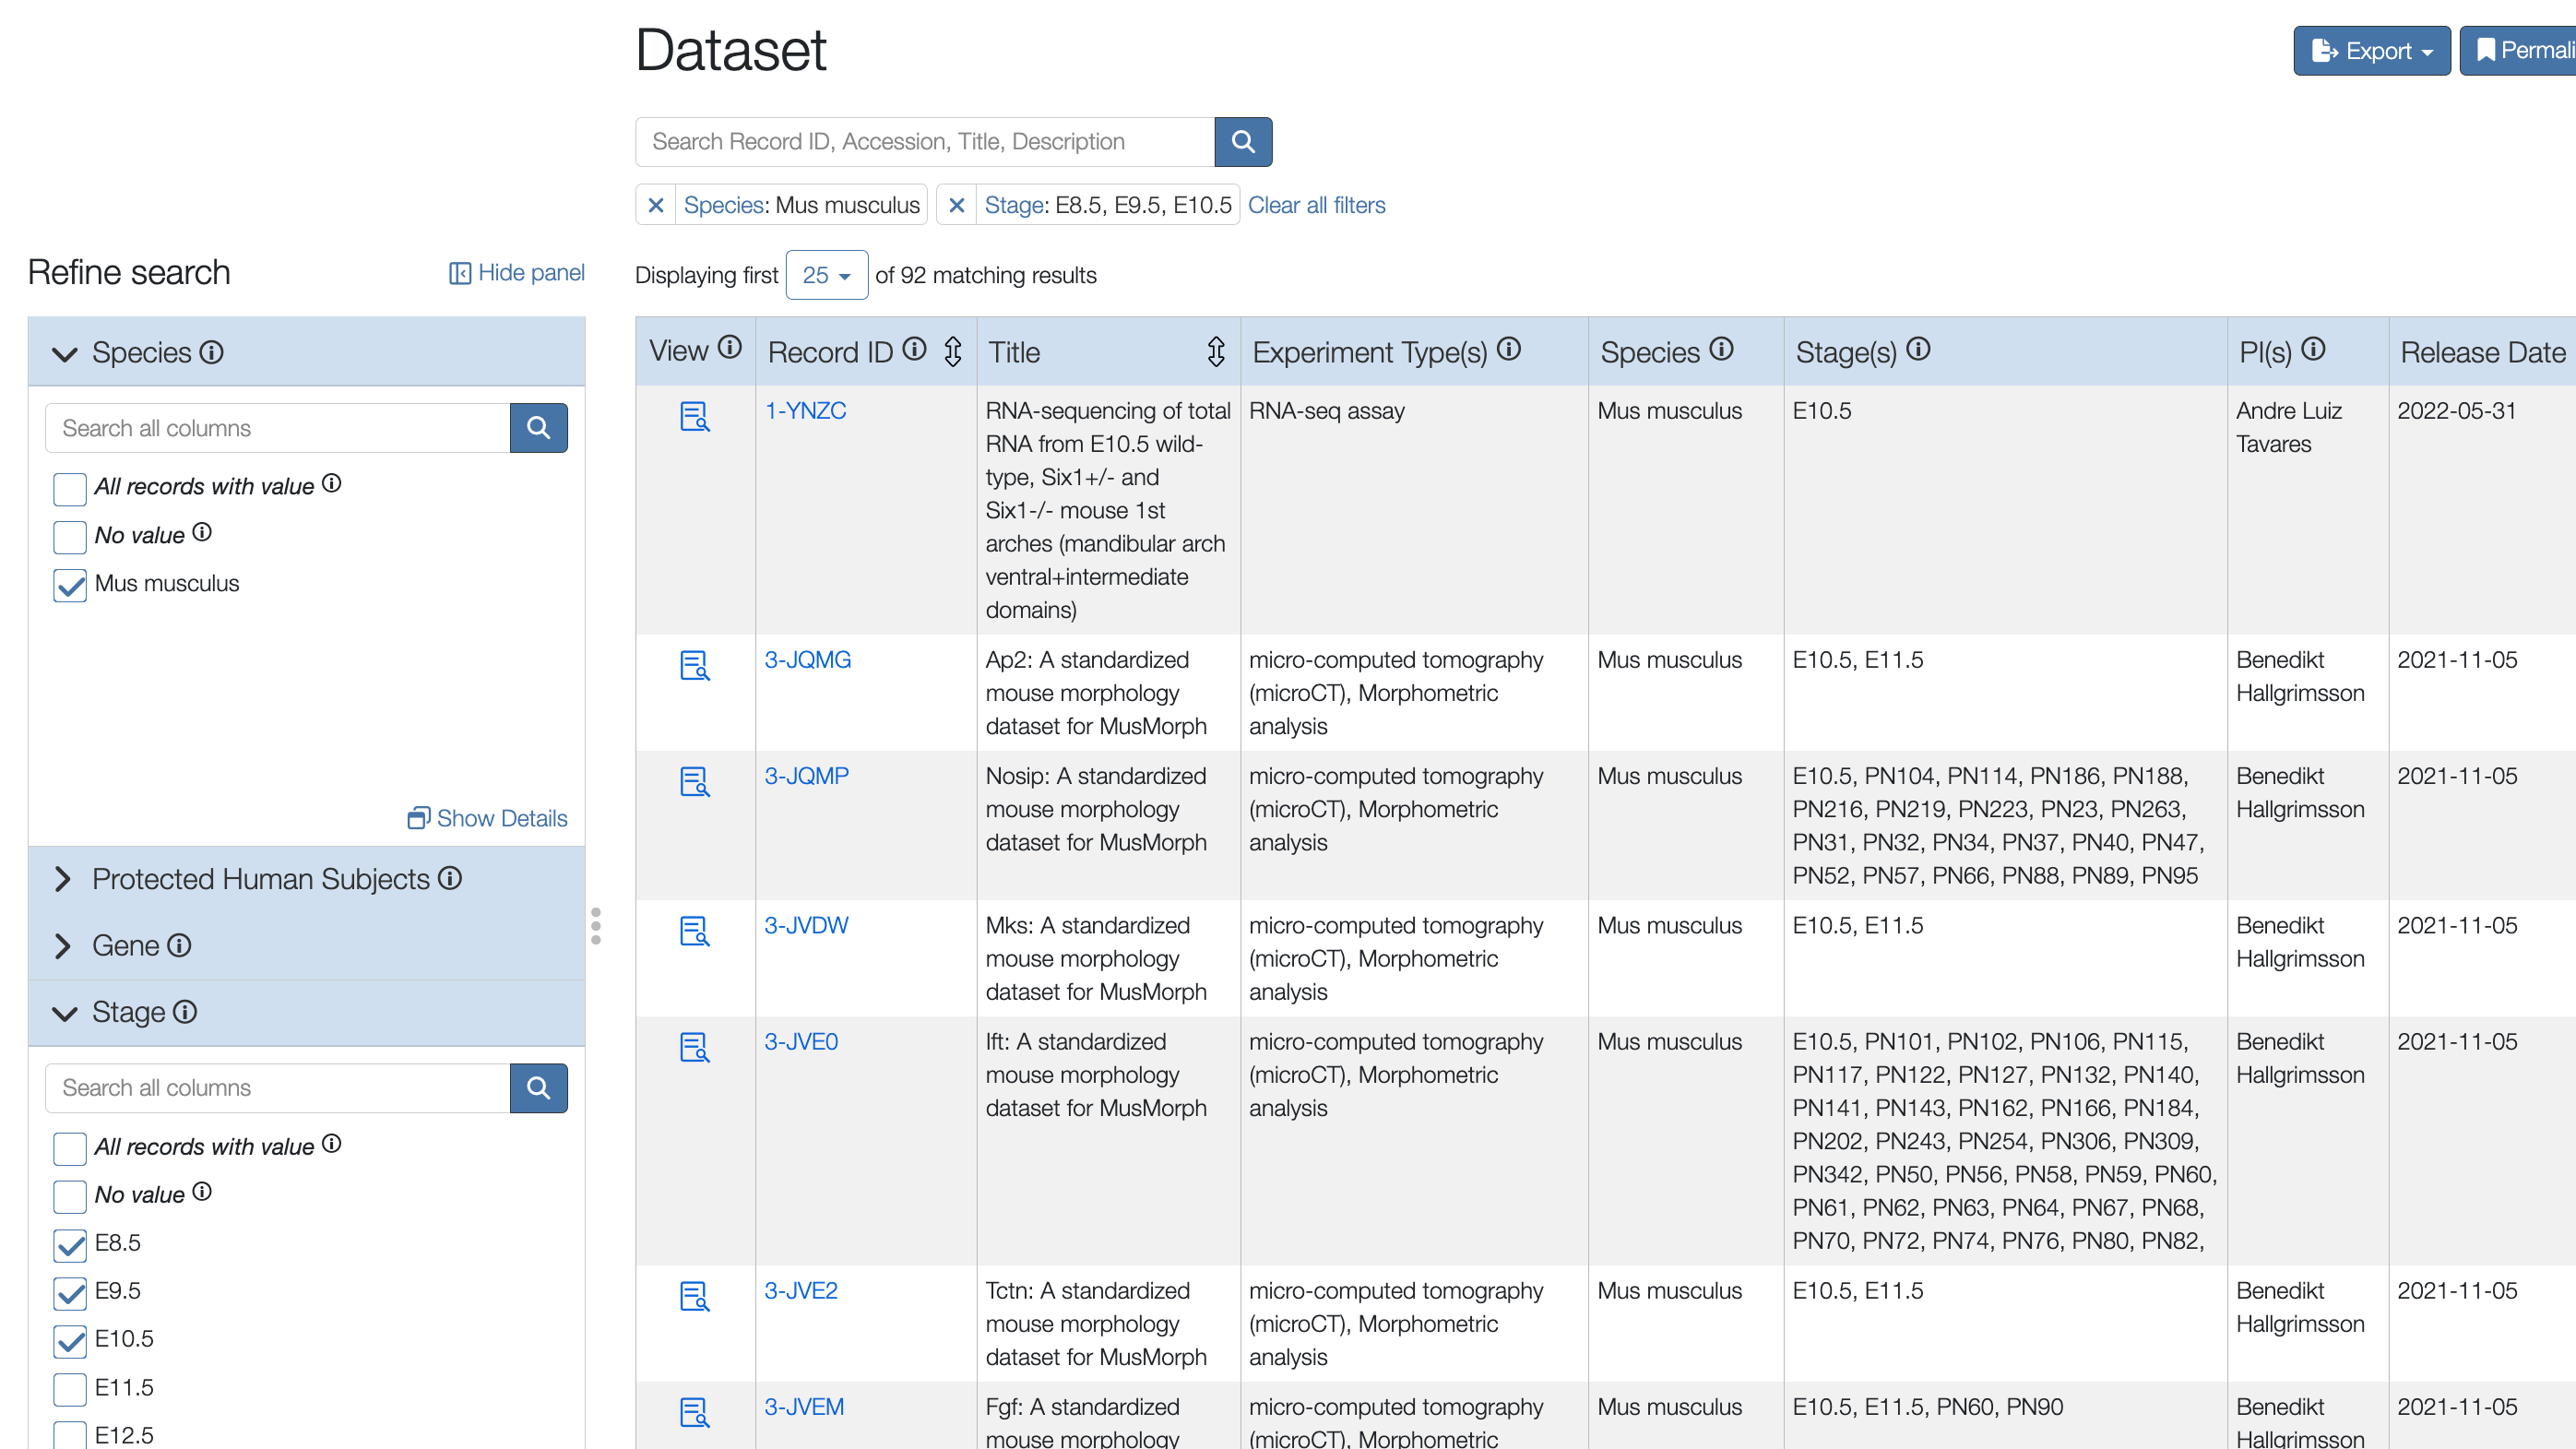 Dataset
Export
Search Record ID, Accession, Title, Description
Species: Mus musculus
Stage: E8.5, E9.5, E10.5
Clear all filters
Refine search
Hide panel
Displaying first 25 of 92 matching results
Species
Search all columns
All records with value
No value
Mus musculus
Show Details
Protected Human Subjects
Gene
Stage
Search all columns
All records with value
No value
E8.5
E9.5
E10.5
E11.5
E12.5
View Record ID Title Experiment Type(s) Species Stage(s) PI(s) Release Date
1-YNZC
RNA-sequencing of total
RNA from E10.5 wild-
type, Six1+/- and
Six1-/- mouse 1st
arches (mandibular arch
ventral+intermediate
domains)
RNA-seq assay
Mus musculus
E10.5
Andre Luiz
Tavares
2022-05-31
3-JQMG
Ap2: A standardized
mouse morphology
dataset for MusMorph
micro-computed tomography
(microCT), Morphometric
analysis
Mus musculus
E10.5, E11.5
Benedikt
Hallgrimsson
2021-11-05
3-JQMP
Nosip: A standardized
mouse morphology
dataset for MusMorph
micro-computed tomography
(microCT), Morphometric
analysis
Mus musculus
E10.5, PN104, PN114, PN186, PN188,
PN216, PN219, PN223, PN23, PN263,
PN31, PN32, PN34, PN37, PN40, PN47,
PN52, PN57, PN66, PN88, PN89, PN95
Benedikt
Hallgrimsson
2021-11-05
3-JVDW
Mks: A standardized
mouse morphology
dataset for MusMorph
micro-computed tomography
(microCT), Morphometric
analysis
Mus musculus
E10.5, E11.5
Benedikt
Hallgrimsson
2021-11-05
3-JVE0
Ift: A standardized
mouse morphology
dataset for MusMorph
micro-computed tomography
(microCT), Morphometric
analysis
Mus musculus
E10.5, PN101, PN102, PN106, PN115,
PN117, PN122, PN127, PN132, PN140,
PN141, PN143, PN162, PN166, PN184,
PN202, PN243, PN254, PN306, PN309,
PN342, PN50, PN56, PN58, PN59, PN60,
PN61, PN62, PN63, PN64, PN67, PN68,
PN70, PN72, PN74, PN76, PN80, PN82,
Benedikt
Hallgrimsson
2021-11-05
3-JVE2
Tctn: A standardized
mouse morphology
dataset for MusMorph
micro-computed tomography
(microCT), Morphometric
analysis
Mus musculus
E10.5, E11.5
Benedikt
Hallgrimsson
2021-11-05
3-JVEM
Fgf: A standardized
mouse morphology
micro-computed tomography
(microCT), Morphometric
Mus musculus
E10.5, E11.5, PN60, PN90
Benedikt
Hallgrimsson
2021-11-05